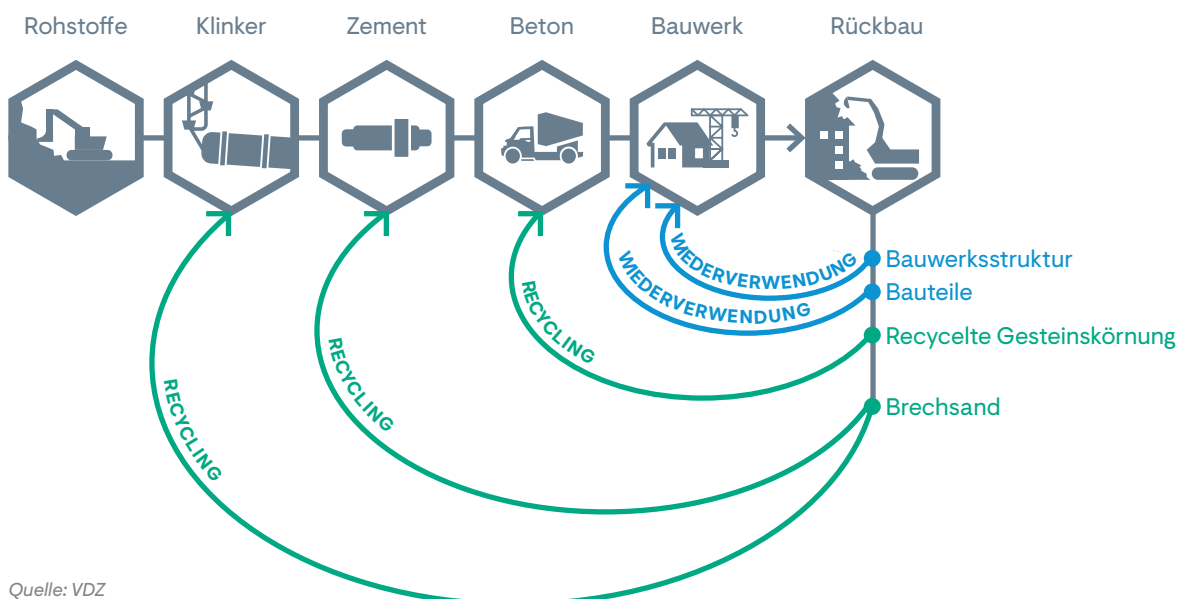 Rohstoffe
Klinker
Zement
Beton
Bauwerk
Rückbau
WIEDERVERWENDUNG
Bauwerksstruktur
WIEDERVERWENDUNG
Bauteile
RECYCLING
Recycelte Gesteinskörnung
RECYCLING
Brechsand
RECYCLING
Quelle: VDZ